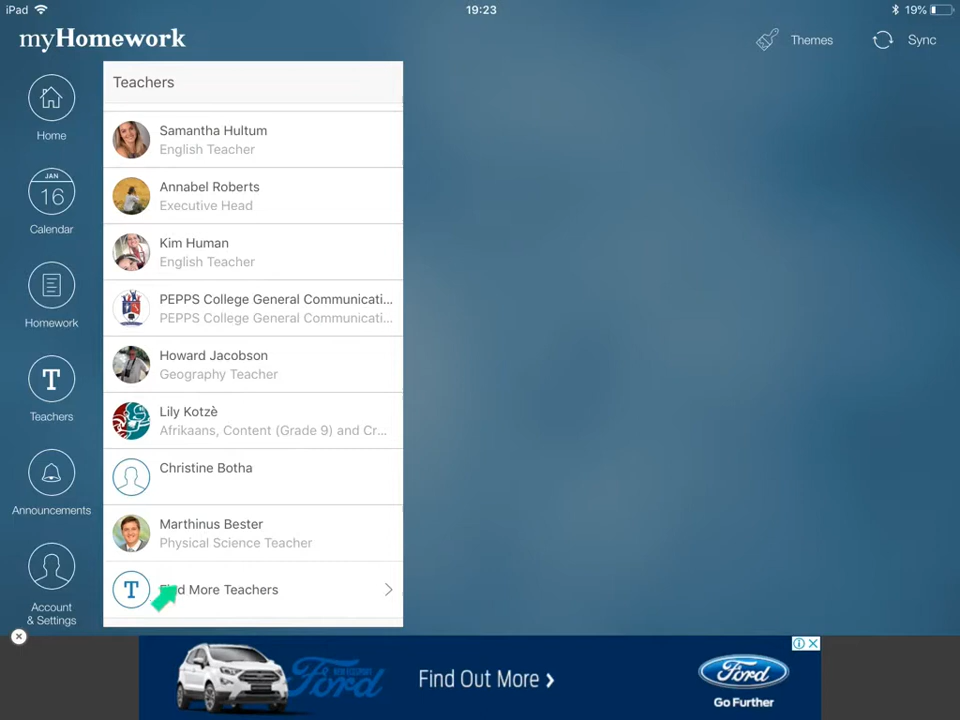 iPad
19:23
19%
myHomework
Themes
Sync
Home
JAN
16
Calendar
Homework
T
Teachers
Announcements
Account
& Settings
Teachers
Samantha Hultum
English Teacher
Annabel Roberts
Executive Head
Kim Human
English Teacher
PEPPS College General Communicati...
PEPPS College General Communicati...
Howard Jacobson
Geography Teacher
Lily Kotzè
Afrikaans, Content (Grade 9) and Cr...
Christine Botha
Marthinus Bester
Physical Science Teacher
T
Find More Teachers
Ford
Find Out More
Ford
Go Further